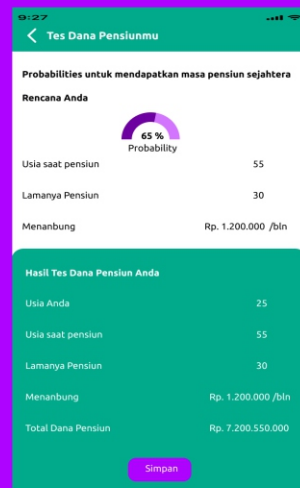 9:27
Tes Dana Pensiunmu
Probabilities untuk mendapatkan masa pensiun sejahtera
Rencana Anda
65 %
Probability
Usia saat pensiun 55
Lamanya Pensiun 30
Menanbung Rp. 1.200.000 /bln
Hasil Tes Dana Pensiun Anda
Usia Anda 25
Usia saat pensiun 55
Lamanya Pensiun 30
Menanbung Rp. 1.200.000 /bln
Total Dana Pensiun Rp. 7.200.550.000
Simpan